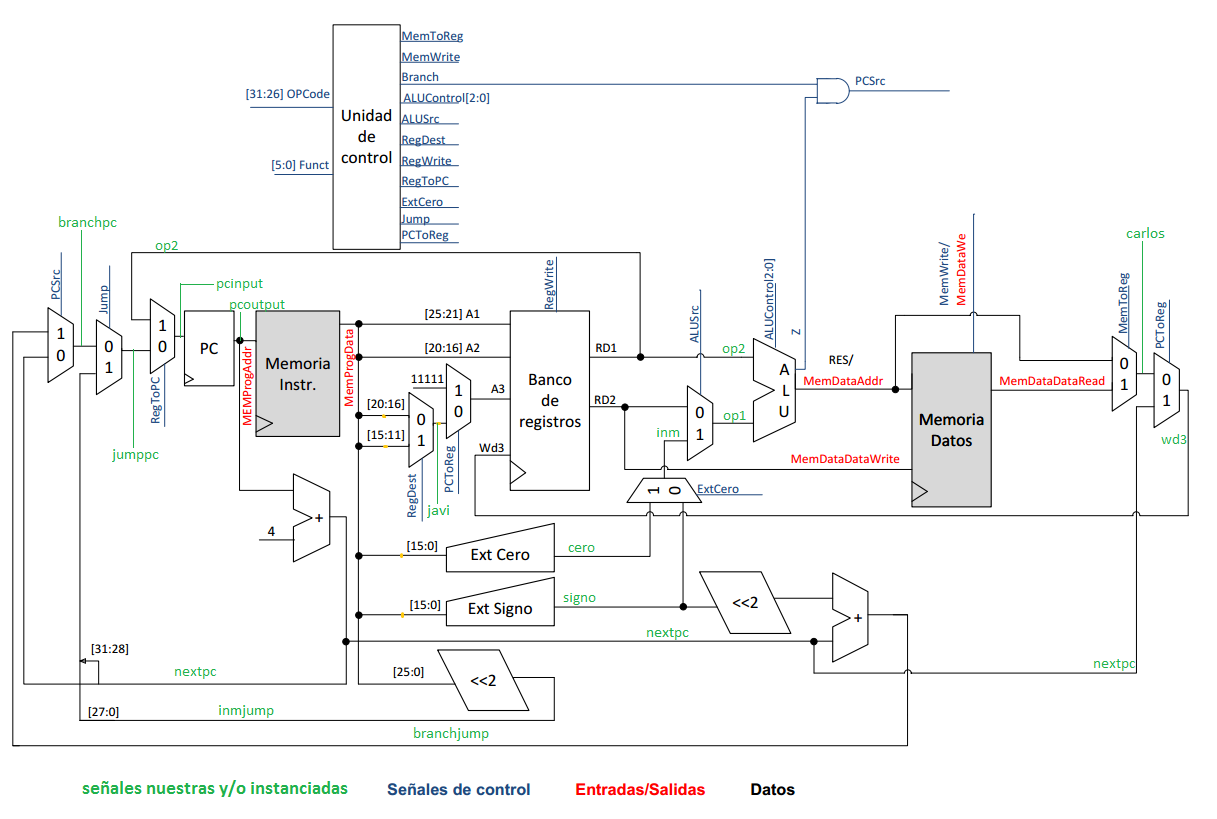 MemToReg
MemWrite
Branch
PCSrc
[31:26] OPCode
ALUControl[2:0]
Unidad
de
control
ALUSrc
RegDest
[5:0] Funct
RegWrite
RegToPC
ExtCero
Jump
PCToReg
branchpc
op2
carlos
PCSrc
Jump
pcinput
pcoutput
RegWrite
ALUSrc
ALUControl[2:0]
Z
MemWrite/
MemDataWe
MemToReg
PCToReg
1
0
0
1
1
0
RegToPC
jumppc
PC
MEMProgAddr
Memoria
Instr.
MemProgData
[25:21] A1
[20:16] A2
11111
A3
Wd3
[20:16]
[15:11]
0
1
1
0
RegDest
PCToReg
javi
Banco
de
registros
RD1
RD2
op2
op1
inm
0
1
1
0
ExtCero
A
L
U
RES/
MemDataAddr
MemDataDataRead
MemDataDataWrite
Memoria
Datos
0
1
0
1
wd3
4
+
[15:0]
Ext Cero
cero
[15:0]
Ext Signo
signo
<<2
+
nextpc
nextpc
[31:28]
nextpc
[25:0]
<<2
[27:0]
inmjump
branchjump
señales nuestras y/o instanciadas
Señales de control
Entradas/Salidas
Datos